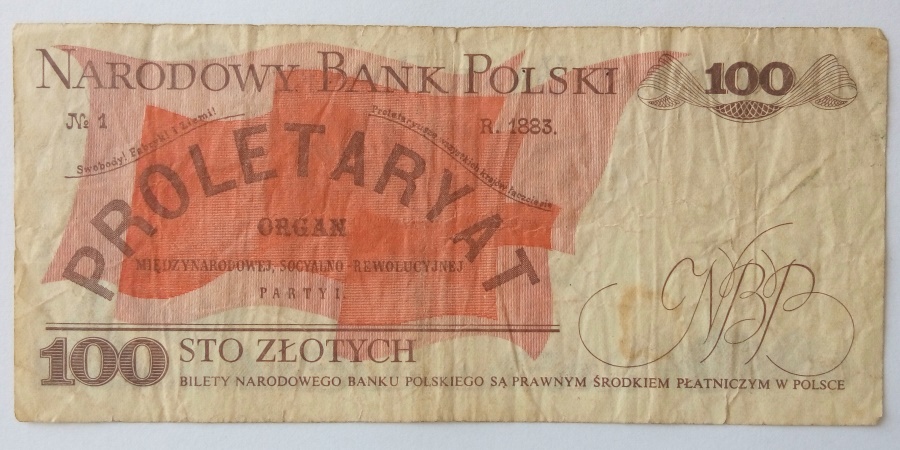 NARODOWY BANK POLSKI
100
№ 1
Swobody! Fabryki i Ziemi!
Proletaryusze wszystkich krajów łączcie się
R. 1883.
PROLETARYAT
ORGAN
MIĘDZYNARODOWEJ, SOCYALNO-REWOLUCYJNEJ
PARTYI.
NBP
100 STO ZŁOTYCH
BILETY NARODOWEGO BANKU POLSKIEGO SĄ PRAWNYM ŚRODKIEM PŁATNICZYM W POLSCE